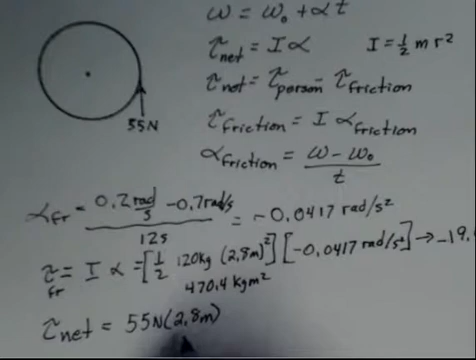 ω = ω₀ + αt
τnet = Iα   I = ½ m r²
τnet = τperson - τfriction
55N
τfriction = I αfriction
αfriction = (ω - ω₀) / t
αfr = (0.2 rad/s - 0.7 rad/s) / 12s = -0.0417 rad/s²
τfr = I α = [½ 120kg (2.8m)²] [-0.0417 rad/s²] → -19.
470.4 kgm²
τnet = 55N(2.8m)